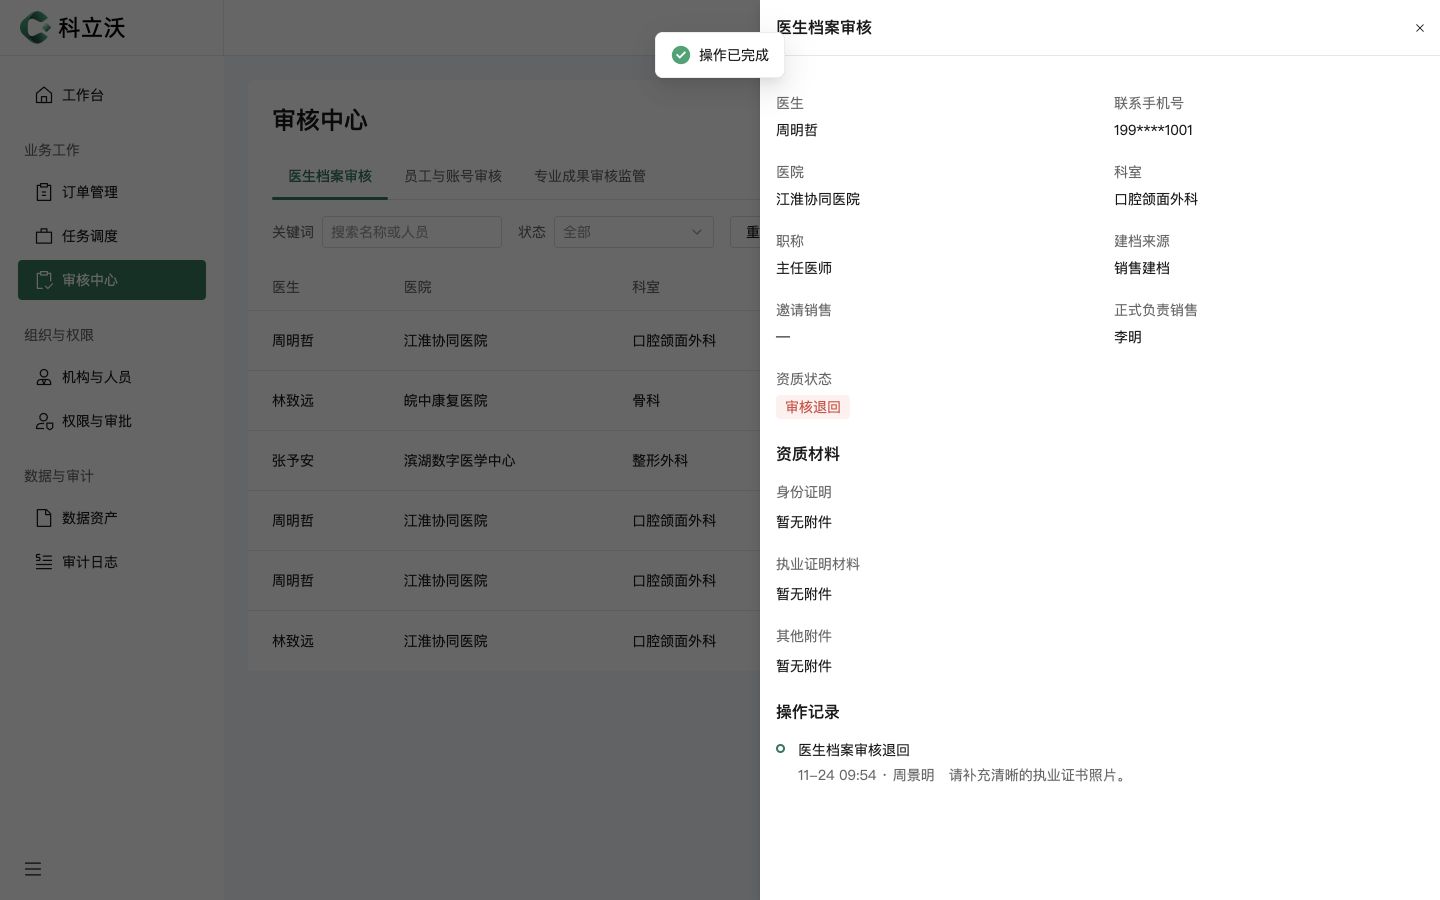 科立沃
医生档案审核
操作已完成
工作台
业务工作
订单管理
任务调度
审核中心
组织与权限
机构与人员
权限与审批
数据与审计
数据资产
审计日志
审核中心
医生档案审核 员工与账号审核 专业成果审核监管
关键词 搜索名称或人员 状态 全部 重
医生 医院 科室
周明哲 江淮协同医院 口腔颌面外科
林致远 皖中康复医院 骨科
张予安 滨湖数字医学中心 整形外科
周明哲 江淮协同医院 口腔颌面外科
周明哲 江淮协同医院 口腔颌面外科
林致远 江淮协同医院 口腔颌面外科
医生 联系手机号
周明哲 199****1001
医院 科室
江淮协同医院 口腔颌面外科
职称 建档来源
主任医师 销售建档
邀请销售 正式负责销售
— 李明
资质状态
审核退回
资质材料
身份证明
暂无附件
执业证明材料
暂无附件
其他附件
暂无附件
操作记录
医生档案审核退回
11-24 09:54 · 周景明 请补充清晰的执业证书照片。